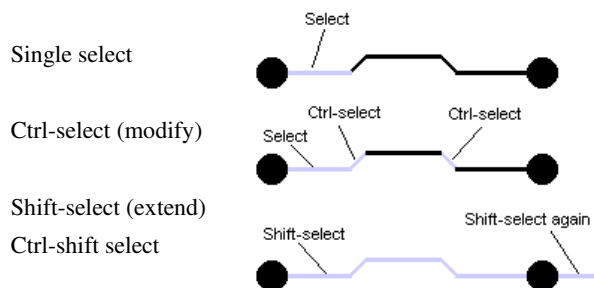 Select
Single select
Ctrl-select
Ctrl-select
Ctrl-select (modify)
Select
Shift-select (extend)
Shift-select again
Shift-select
Ctrl-shift select